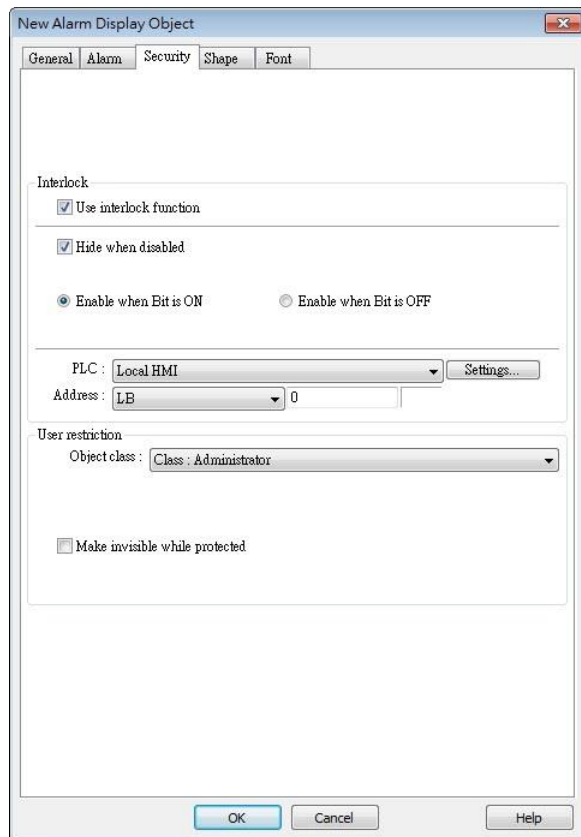 New Alarm Display Object
General Alarm Security Shape Font
Interlock
Use interlock function
Hide when disabled
Enable when Bit is ON Enable when Bit is OFF
PLC : Local HMI Settings...
Address : LB 0
User restriction
Object class : Class : Administrator
Make invisible while protected
OK Cancel Help